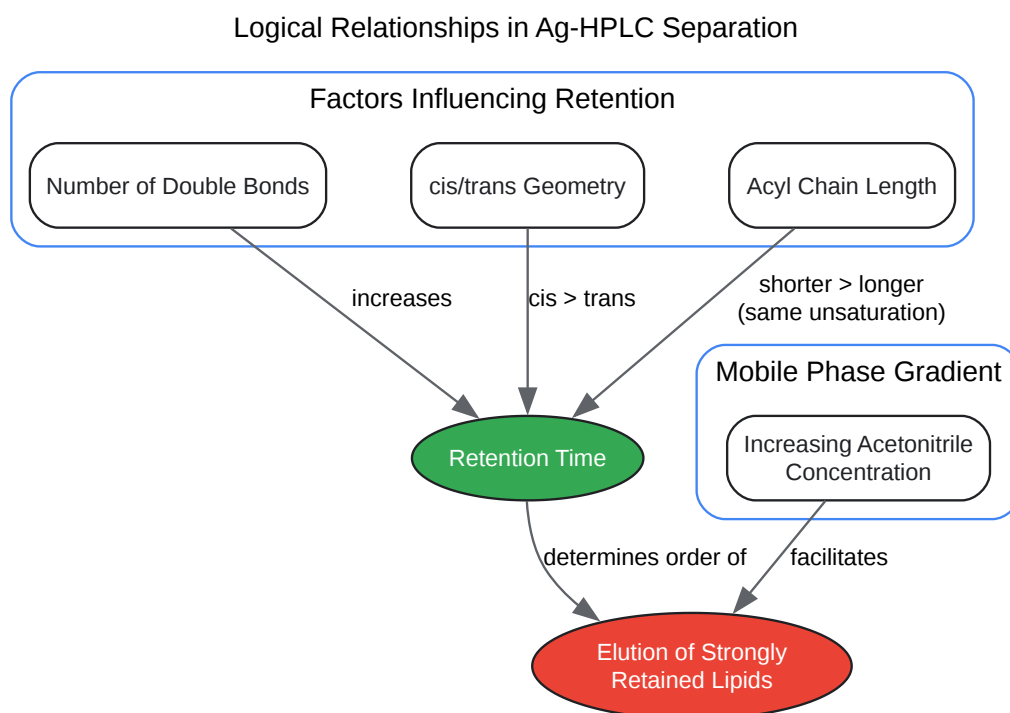 Logical Relationships in Ag-HPLC Separation
Factors Influencing Retention
Number of Double Bonds
cis/trans Geometry
Acyl Chain Length
increases
cis > trans
shorter > longer
(same unsaturation)
Mobile Phase Gradient
Increasing Acetonitrile
Concentration
Retention Time
determines order of
facilitates
Elution of Strongly
Retained Lipids